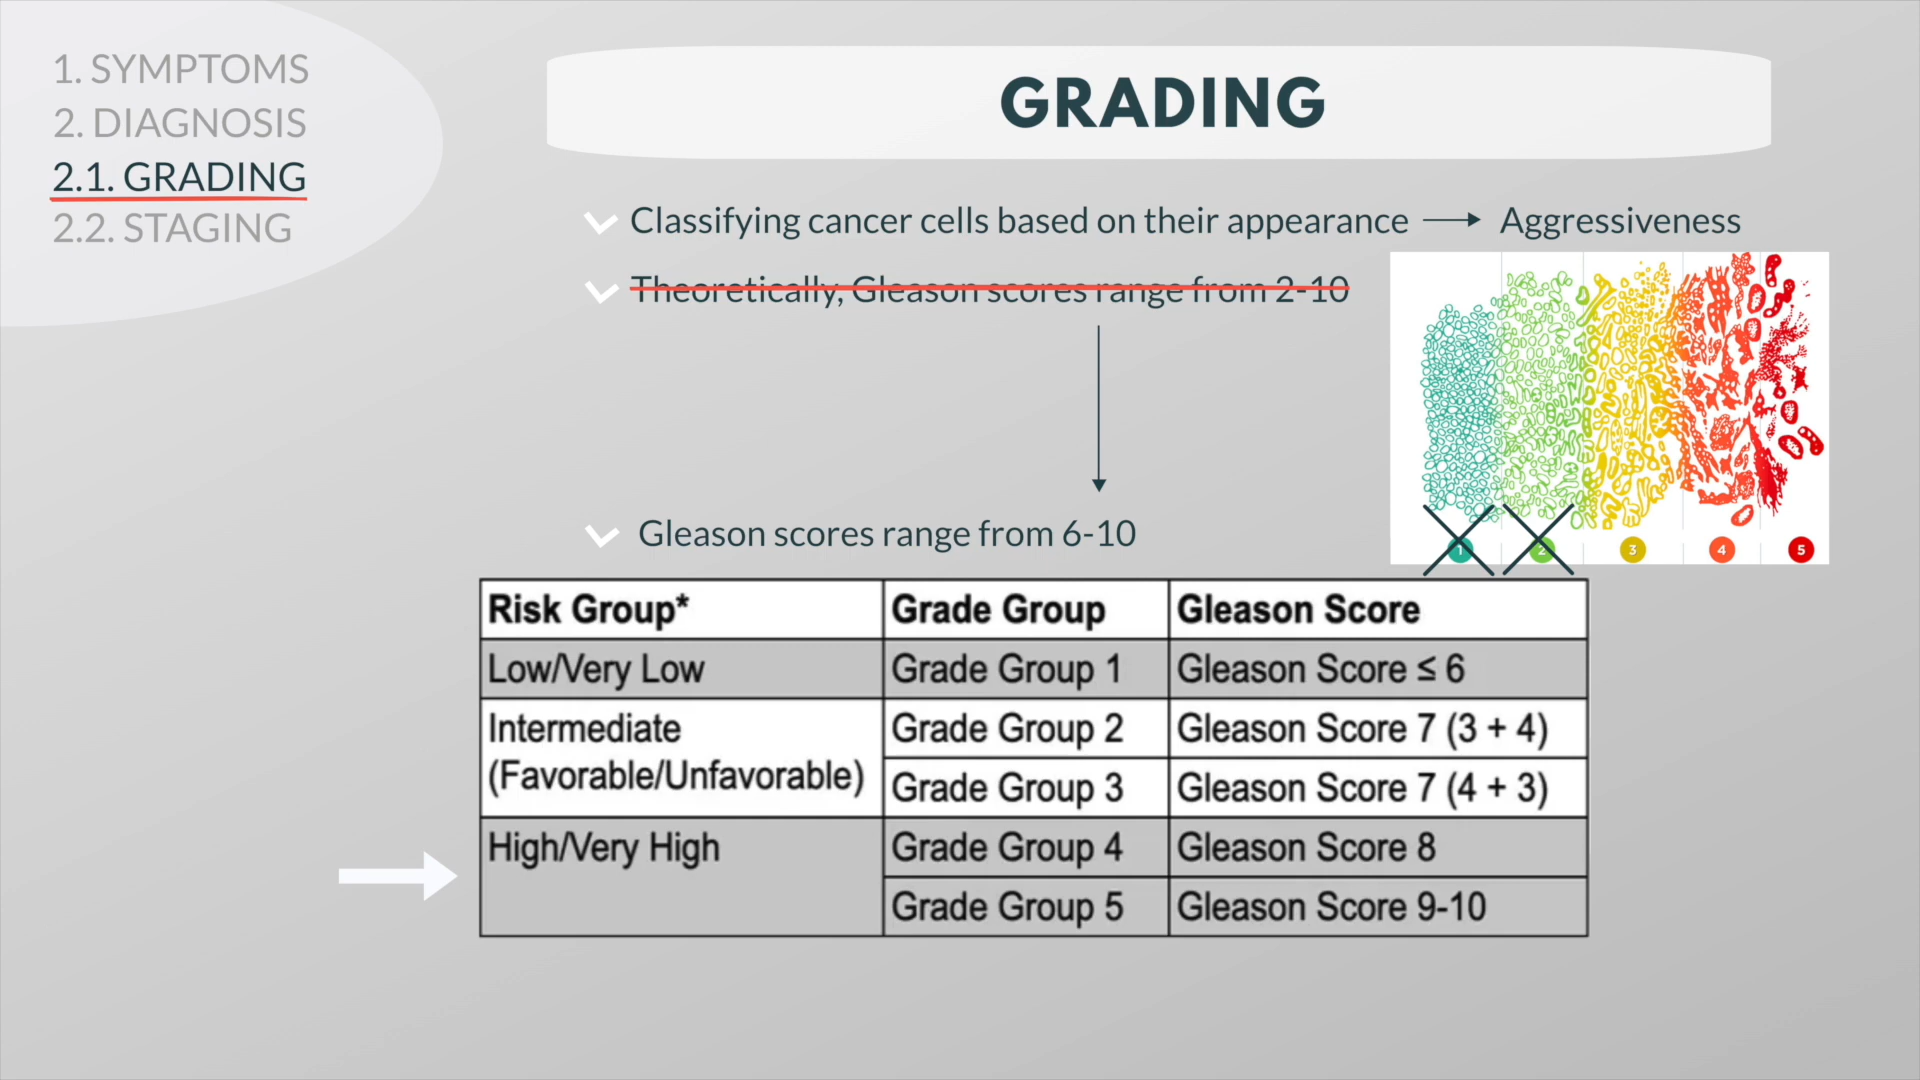 1. SYMPTOMS
2. DIAGNOSIS
2.1. GRADING
2.2. STAGING
GRADING
Classifying cancer cells based on their appearance Aggressiveness
Theoretically, Gleason scores range from 2-10
Gleason scores range from 6-10
1 2 3 4 5
Risk Group* Grade Group Gleason Score
Low/Very Low Grade Group 1 Gleason Score ≤ 6
Intermediate Grade Group 2 Gleason Score 7 (3 + 4)
(Favorable/Unfavorable) Grade Group 3 Gleason Score 7 (4 + 3)
High/Very High Grade Group 4 Gleason Score 8
Grade Group 5 Gleason Score 9-10